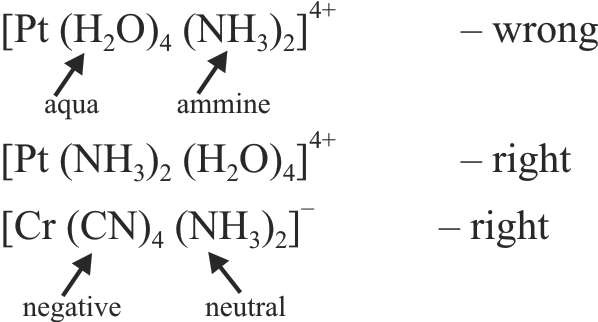 [Pt (H₂O)₄ (NH₃)₂]⁴⁺ – wrong
aqua ammine
[Pt (NH₃)₂ (H₂O)₄]⁴⁺ – right
[Cr (CN)₄ (NH₃)₂]⁻ – right
negative neutral